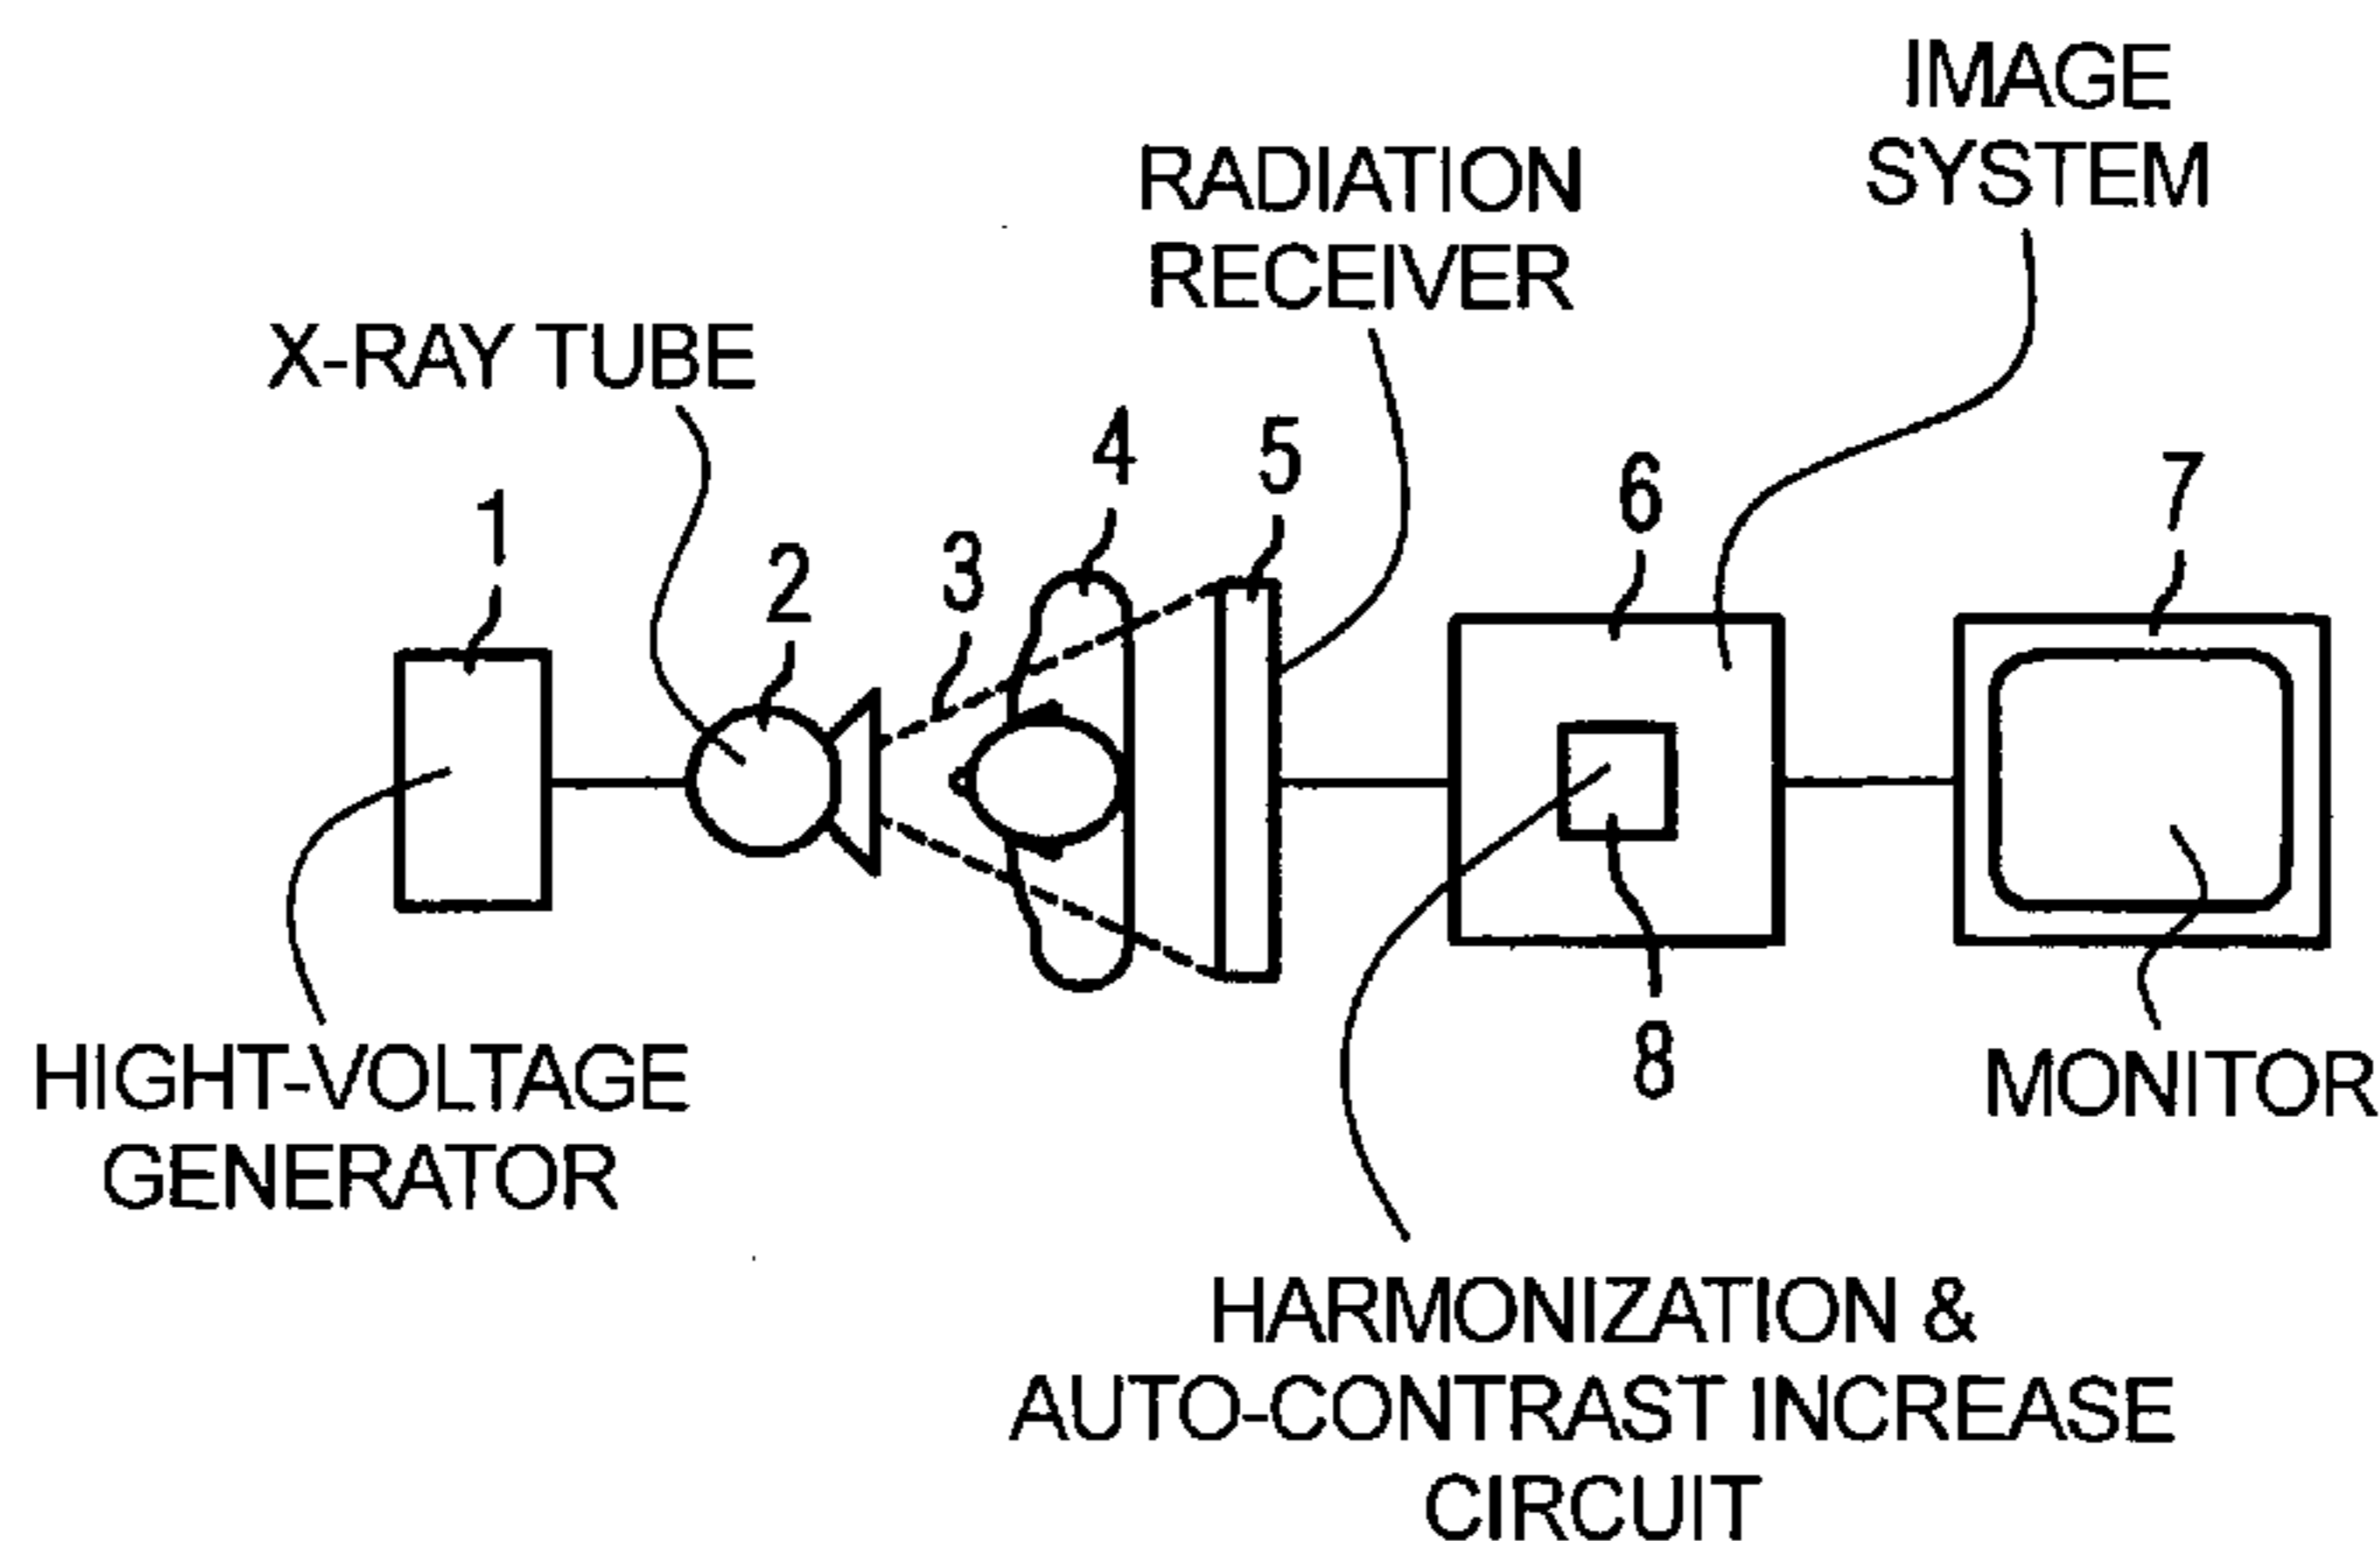 IMAGE
SYSTEM
RADIATION
RECEIVER
X-RAY TUBE
4
5
6
7
1
3
2
HIGHT-VOLTAGE
GENERATOR
8
MONITOR
HARMONIZATION &
AUTO-CONTRAST INCREASE
CIRCUIT